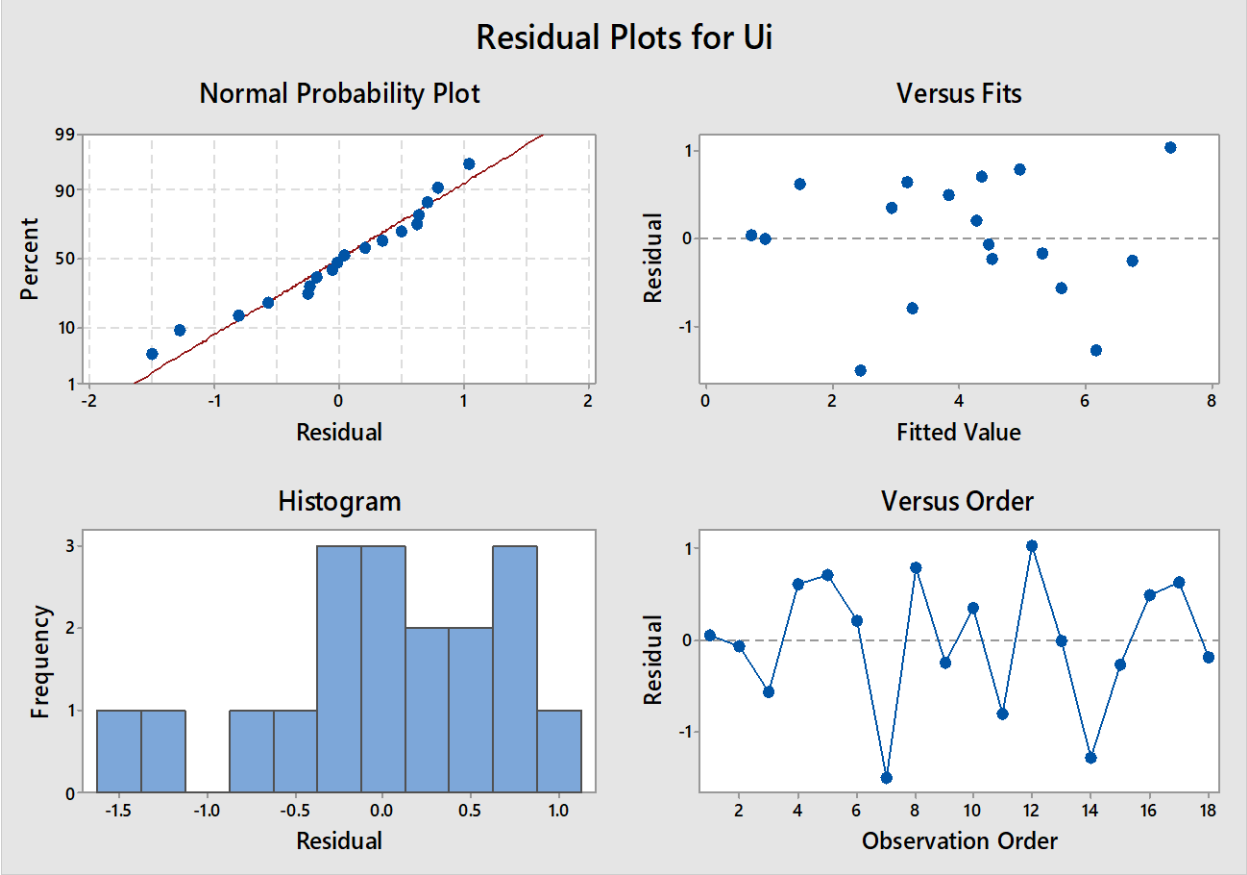 Residual Plots for Ui
Normal Probability Plot
99
90
50
10
1
Percent
-2 -1 0 1 2
Residual
Versus Fits
1
0
-1
Residual
0 2 4 6 8
Fitted Value
Histogram
3
2
1
0
Frequency
-1.5 -1.0 -0.5 0.0 0.5 1.0
Residual
Versus Order
1
0
-1
Residual
2 4 6 8 10 12 14 16 18
Observation Order